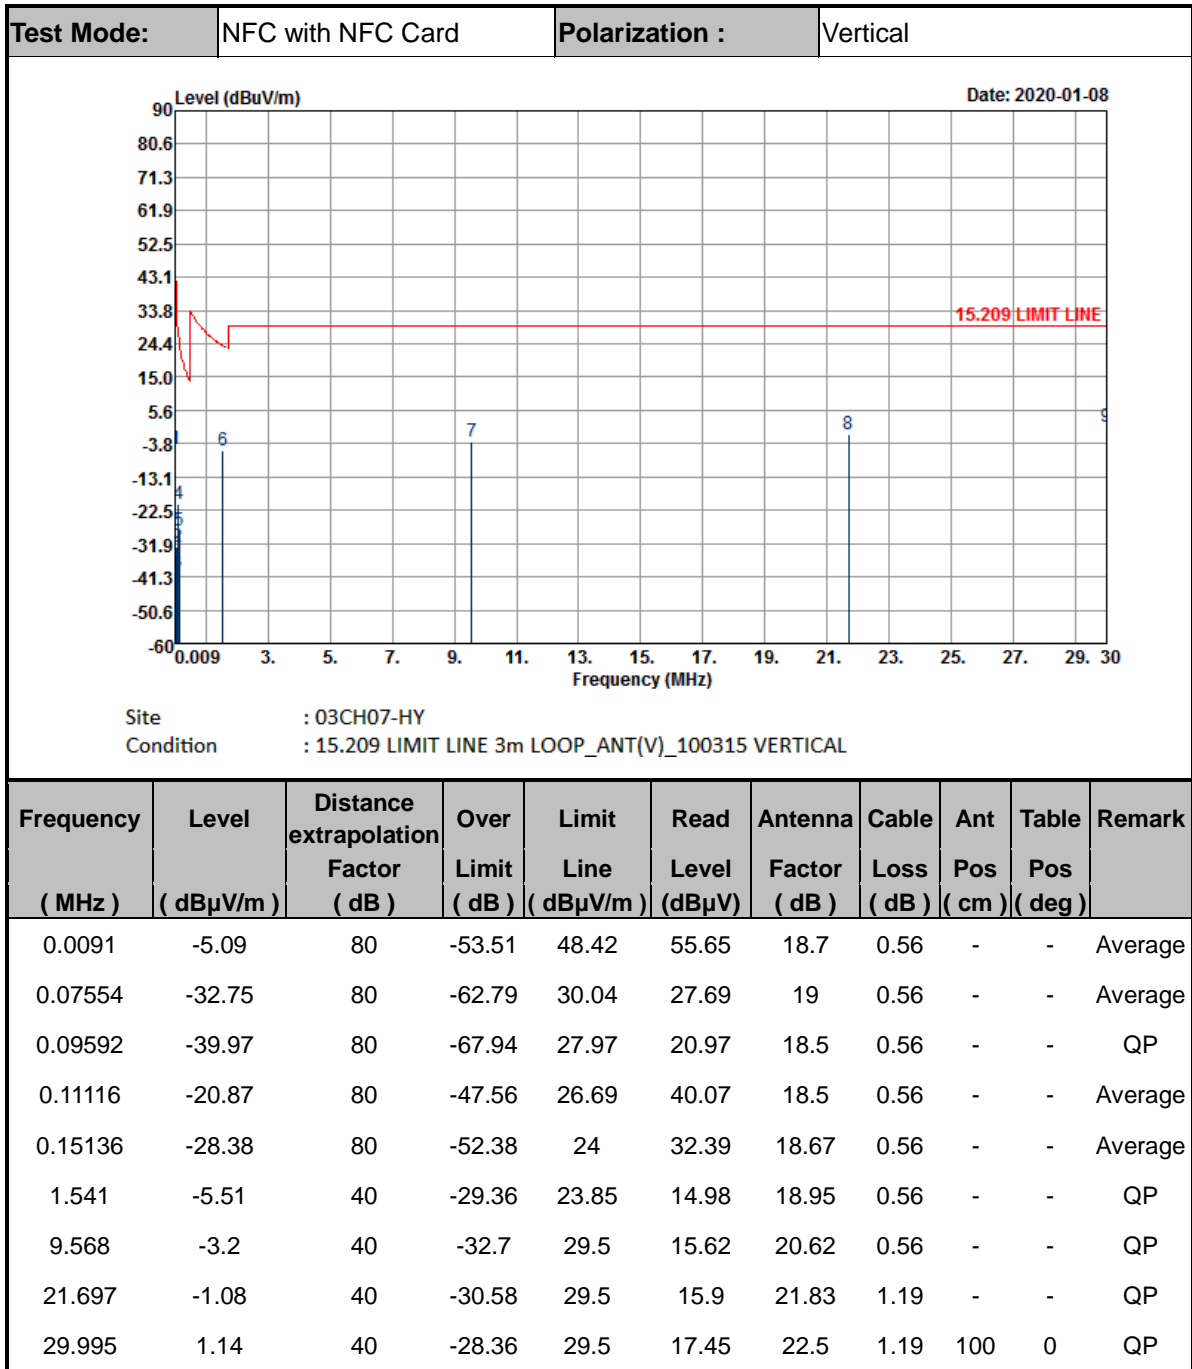 Test Mode: NFC with NFC Card Polarization : Vertical
Level (dBuV/m) Date: 2020-01-08
90
80.6
71.3
61.9
52.5
43.1
33.8
15.209 LIMIT LINE
24.4
15.0
5.6
9
8
7
6
-3.8
-13.1
4
-22.5
5
-31.9
-41.3
-50.6
-60
0.009 3. 5. 7. 9. 11. 13. 15. 17. 19. 21. 23. 25. 27. 29. 30
Frequency (MHz)
Site : 03CH07-HY
Condition : 15.209 LIMIT LINE 3m LOOP_ANT(V)_100315 VERTICAL
Frequency Level Distance extrapolation Over Limit Read Antenna Cable Ant Table Remark
Factor Limit Line Level Factor Loss Pos Pos
( MHz ) ( dBµV/m ) ( dB ) ( dB ) ( dBµV/m ) (dBµV) ( dB ) ( dB ) ( cm ) ( deg )
0.0091 -5.09 80 -53.51 48.42 55.65 18.7 0.56 - - Average
0.07554 -32.75 80 -62.79 30.04 27.69 19 0.56 - - Average
0.09592 -39.97 80 -67.94 27.97 20.97 18.5 0.56 - - QP
0.11116 -20.87 80 -47.56 26.69 40.07 18.5 0.56 - - Average
0.15136 -28.38 80 -52.38 24 32.39 18.67 0.56 - - Average
1.541 -5.51 40 -29.36 23.85 14.98 18.95 0.56 - - QP
9.568 -3.2 40 -32.7 29.5 15.62 20.62 0.56 - - QP
21.697 -1.08 40 -30.58 29.5 15.9 21.83 1.19 - - QP
29.995 1.14 40 -28.36 29.5 17.45 22.5 1.19 100 0 QP